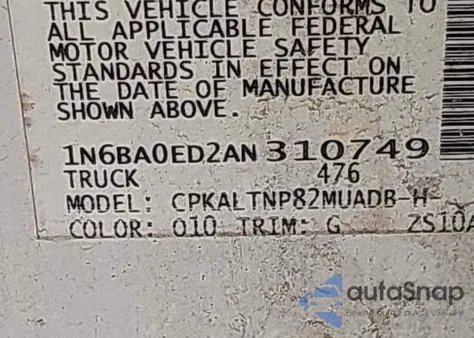 THIS VEHICLE CONFORMS TO
ALL APPLICABLE FEDERAL
MOTOR VEHICLE SAFETY
STANDARDS IN EFFECT ON
THE DATE OF MANUFACTURE
SHOWN ABOVE.
1N6BA0ED2AN310749
TRUCK 476
MODEL: CPKALTNP82MUADB-H-
COLOR: 010 TRIM: G ZS10A
autoSnap